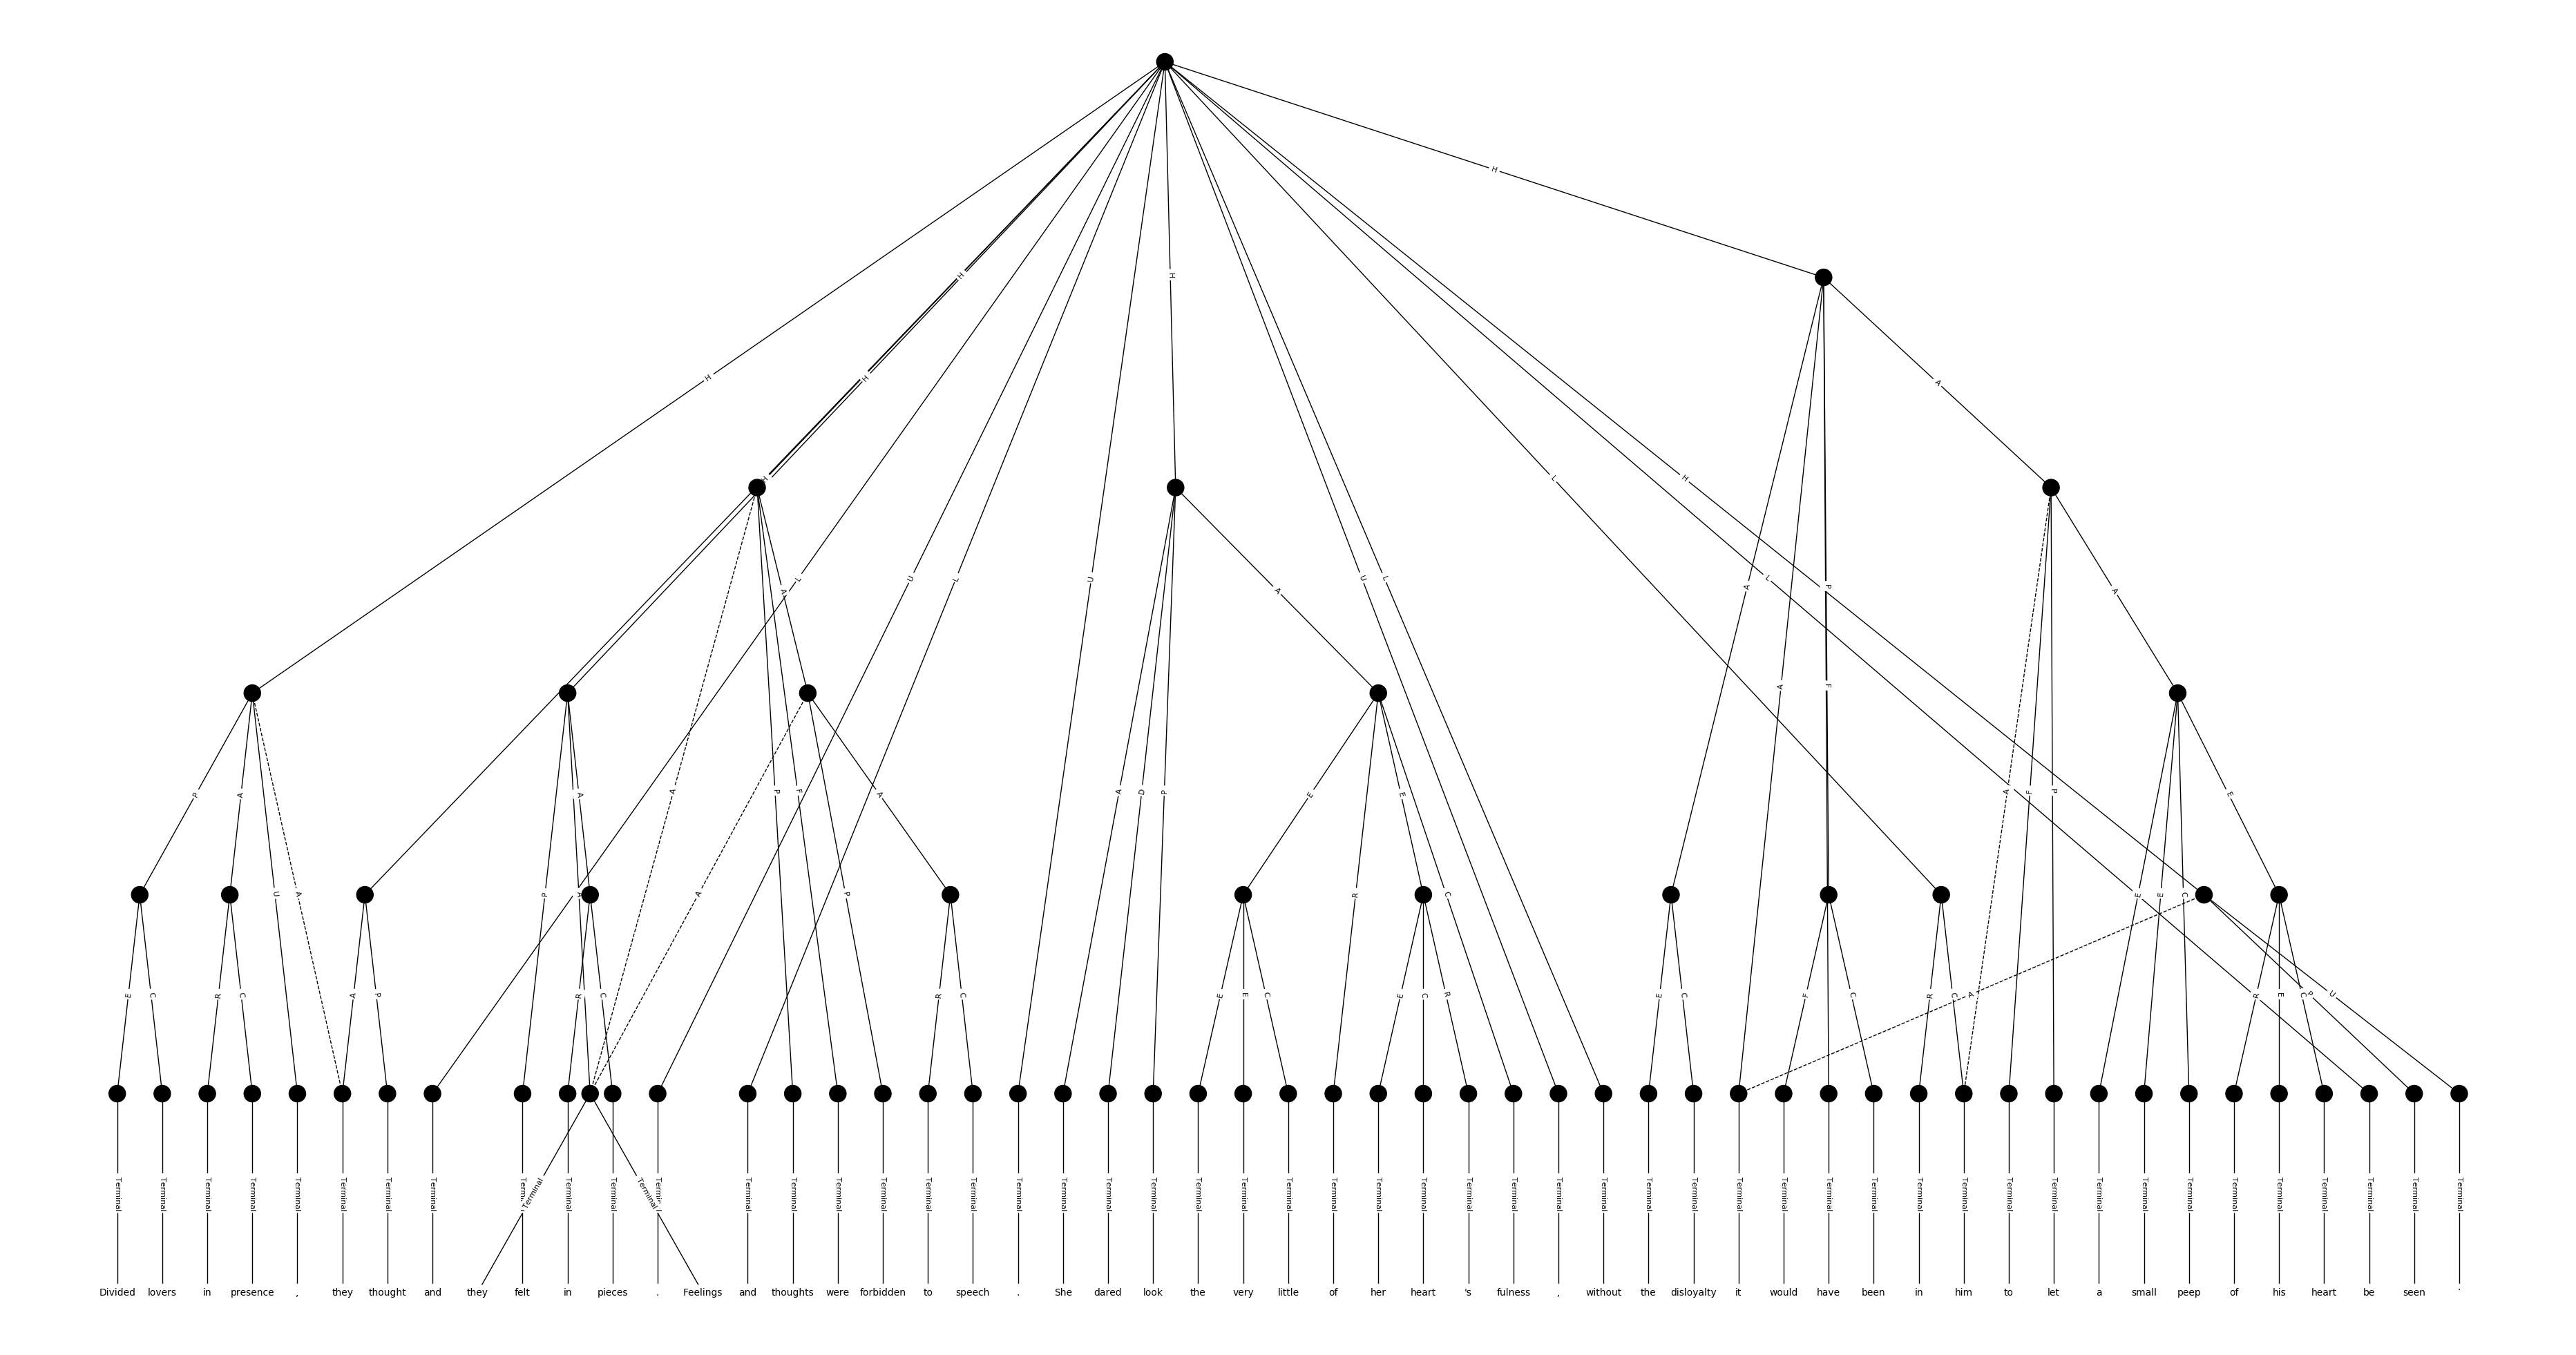 H
H
H
H
H
H
L
A
H
H
L
U
L
U
A
A
U
L
L
A
P
A
F
A
P
A
A
P
F
A
A
D
P
E
E
A
F
P
E
P
U
A
P
A
A
P
R
C
E
E
C
E
C
R
C
A
P
R
C
R
C
E
E
C
E
C
R
E
C
F
C
R
C
A
R
E
C
P
U
Terminal Terminal Terminal Terminal Terminal Terminal Terminal Terminal Terminal Terminal Terminal Terminal Terminal Terminal Terminal Terminal Terminal Terminal Terminal Terminal Terminal Terminal Terminal Terminal Terminal Terminal Terminal Terminal Terminal Terminal Terminal Terminal Terminal Terminal Terminal Terminal Terminal Terminal Terminal Terminal Terminal Terminal Terminal Terminal Terminal Terminal Terminal Terminal Terminal Terminal Terminal Terminal Terminal
Divided lovers in presence , they thought and they felt in pieces . Feelings and thoughts were forbidden to speech . She dared look the very little of her heart 's fulness , without the disloyalty it would have been in him to let a small peep of his heart be seen .